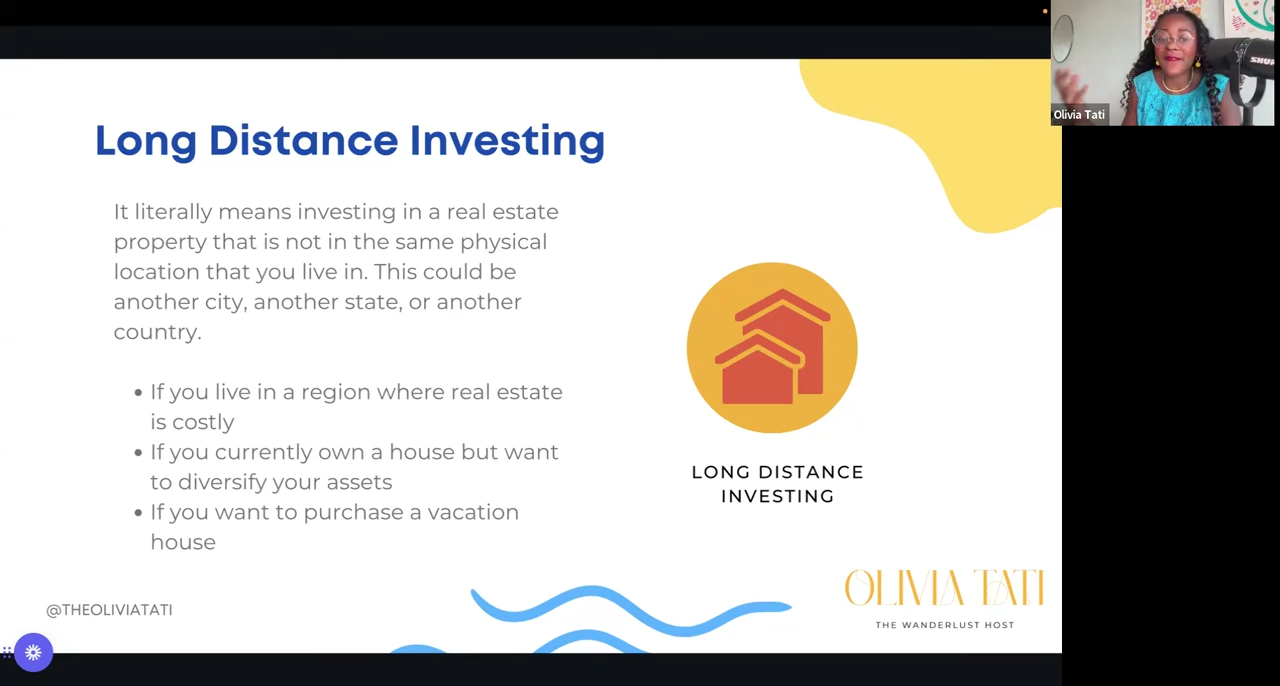 Long Distance Investing
It literally means investing in a real estate
property that is not in the same physical
location that you live in. This could be
another city, another state, or another
country.
• If you live in a region where real estate
is costly
• If you currently own a house but want
to diversify your assets
• If you want to purchase a vacation
house
LONG DISTANCE
INVESTING
@THEOLIVIATATI
OLIVIA TATI
THE WANDERLUST HOST
Olivia Tati
SHURE